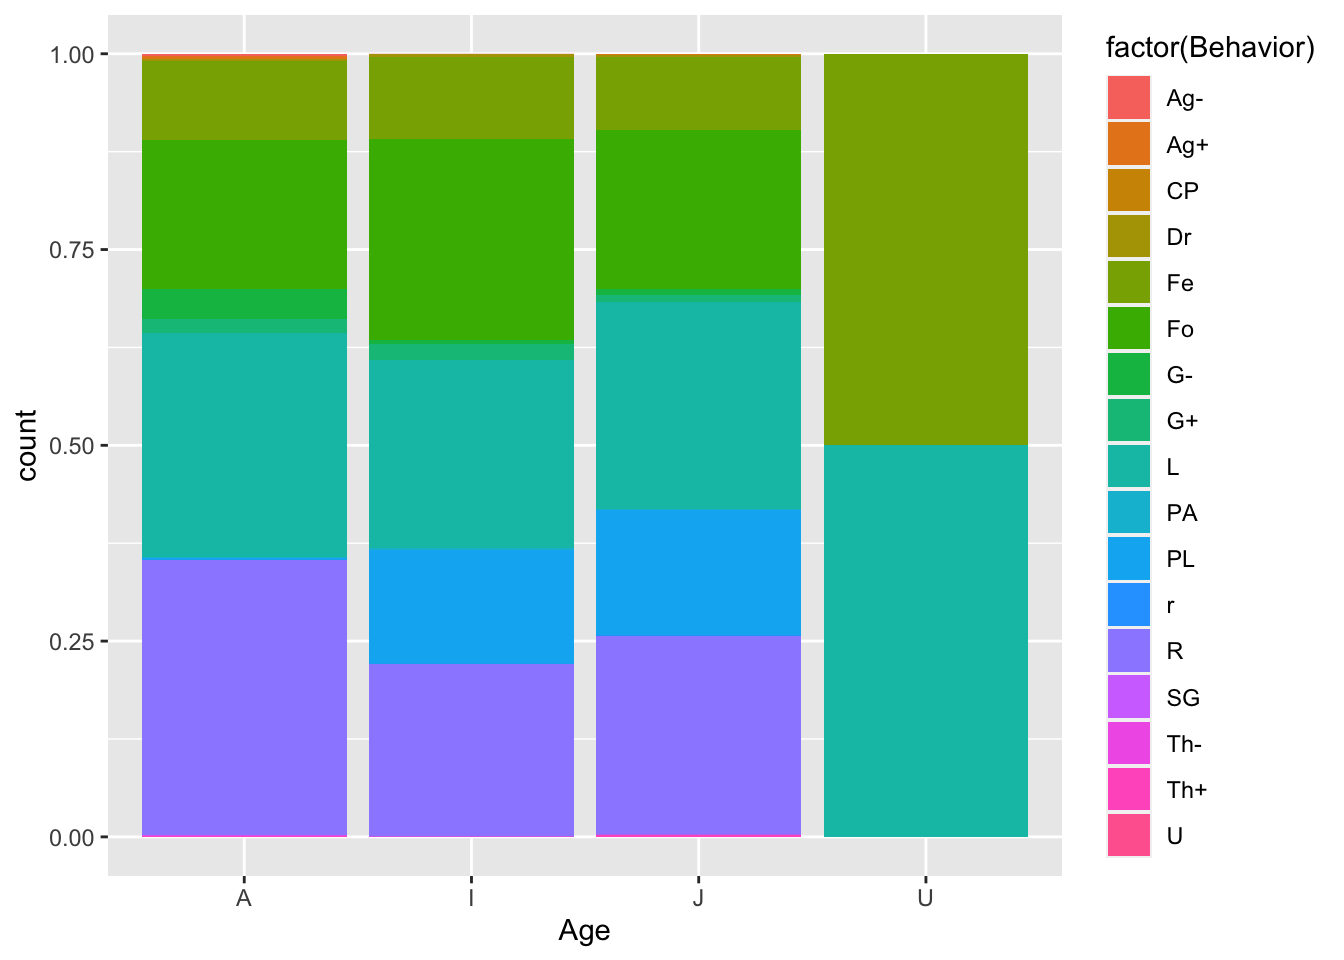 factor(Behavior)
Ag-
Ag+
CP
Dr
Fe
Fo
G-
G+
L
PA
PL
r
R
SG
Th-
Th+
U
1.00
0.75
0.50
0.25
0.00
count
A I J U
Age